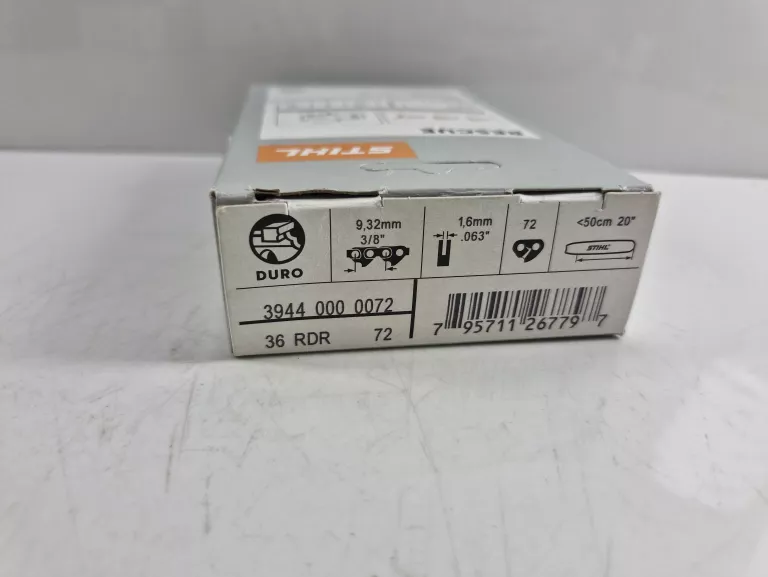 RESCUE
STIHL
DURO
9,32mm
3/8"
1,6mm
.063"
72
<50cm 20"
STIHL
3944 000 0072
36 RDR 72
7 95711 26779 7